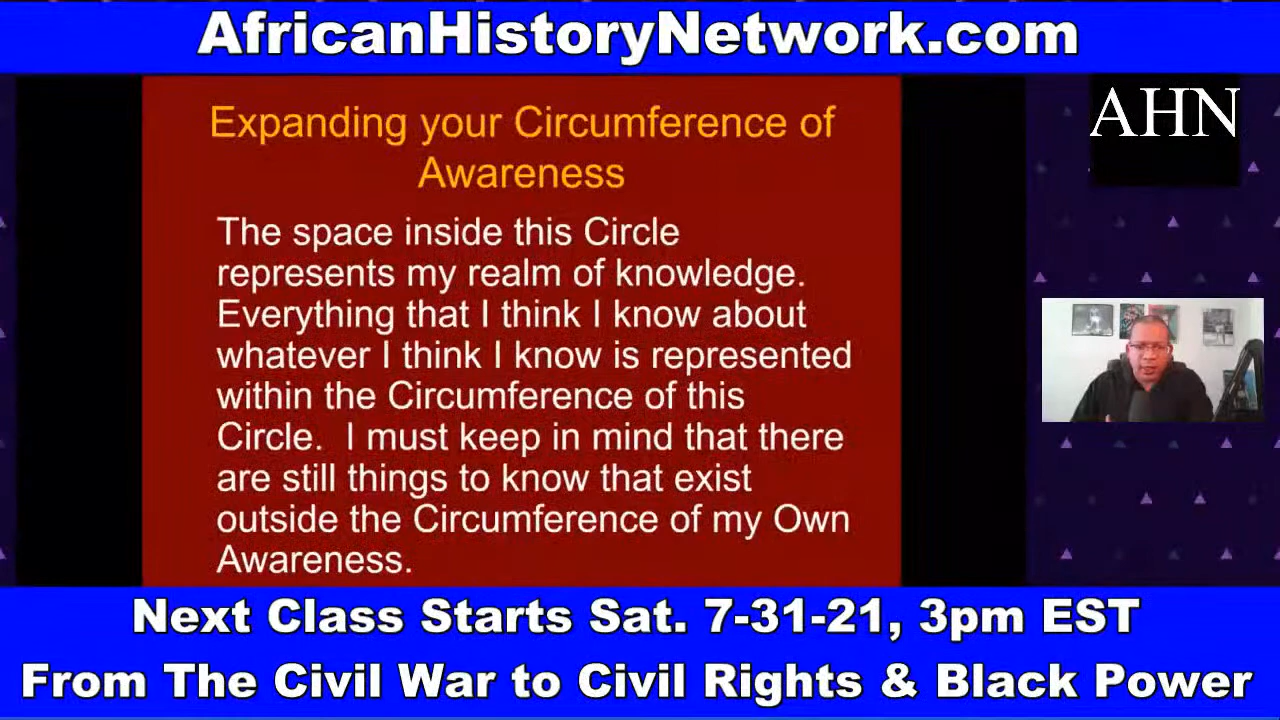 AfricanHistoryNetwork.com
AHN
Expanding your Circumference of
Awareness
The space inside this Circle
represents my realm of knowledge.
Everything that I think I know about
whatever I think I know is represented
within the Circumference of this
Circle.  I must keep in mind that there
are still things to know that exist
outside the Circumference of my Own
Awareness.
Next Class Starts Sat. 7-31-21, 3pm EST
From The Civil War to Civil Rights & Black Power